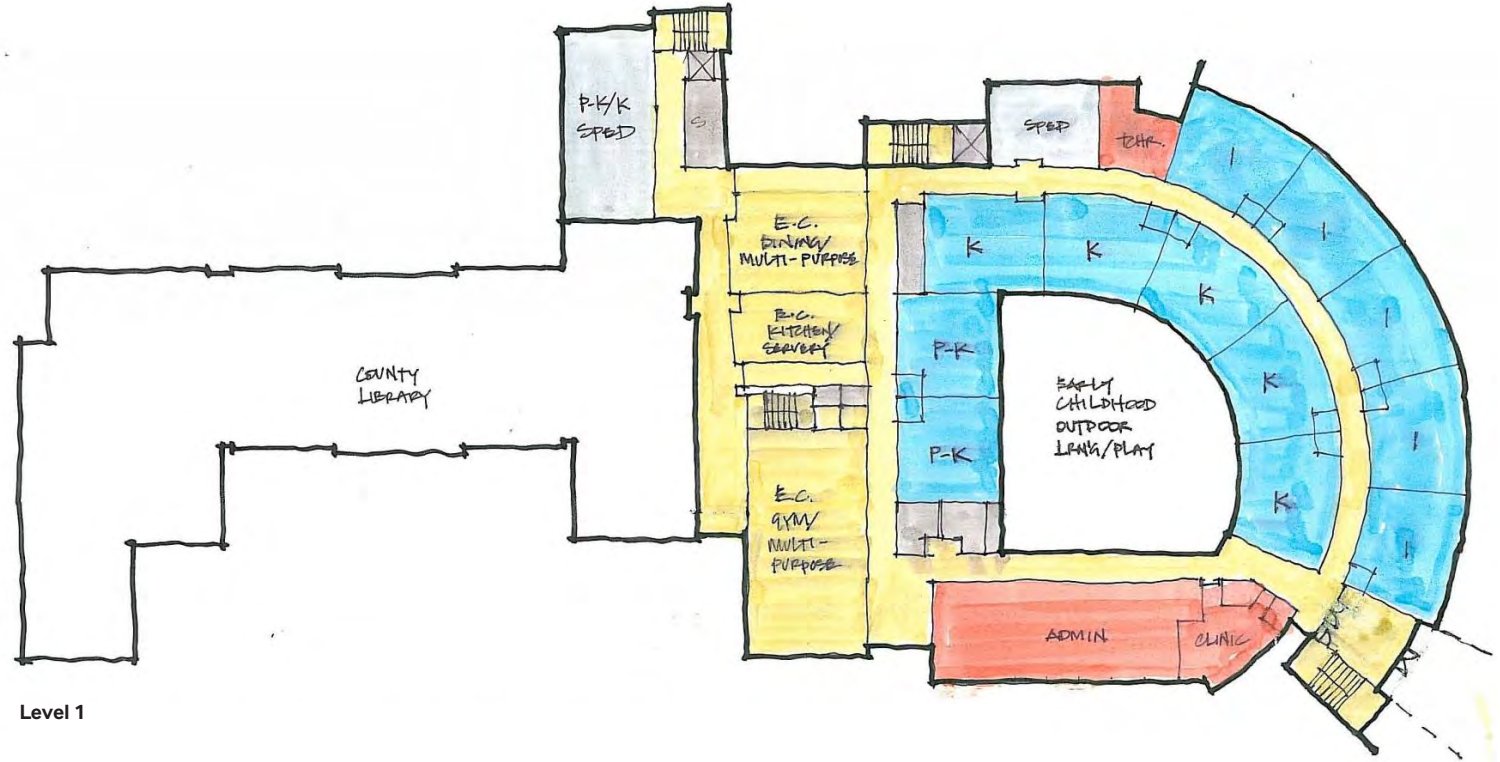 P-K/K
SPED
S
SPED
TCHR.
1
1
1
1
1
E.C.
DINING/
MULTI-PURPOSE
K
K
K
K
K
E.C.
KITCHEN/
SERVERY
P-K
P-K
COUNTY
LIBRARY
EARLY
CHILDHOOD
OUTDOOR
LRNG/PLAY
E.C.
GYM/
MULTI-
PURPOSE
ADMIN
CLINIC
Level 1